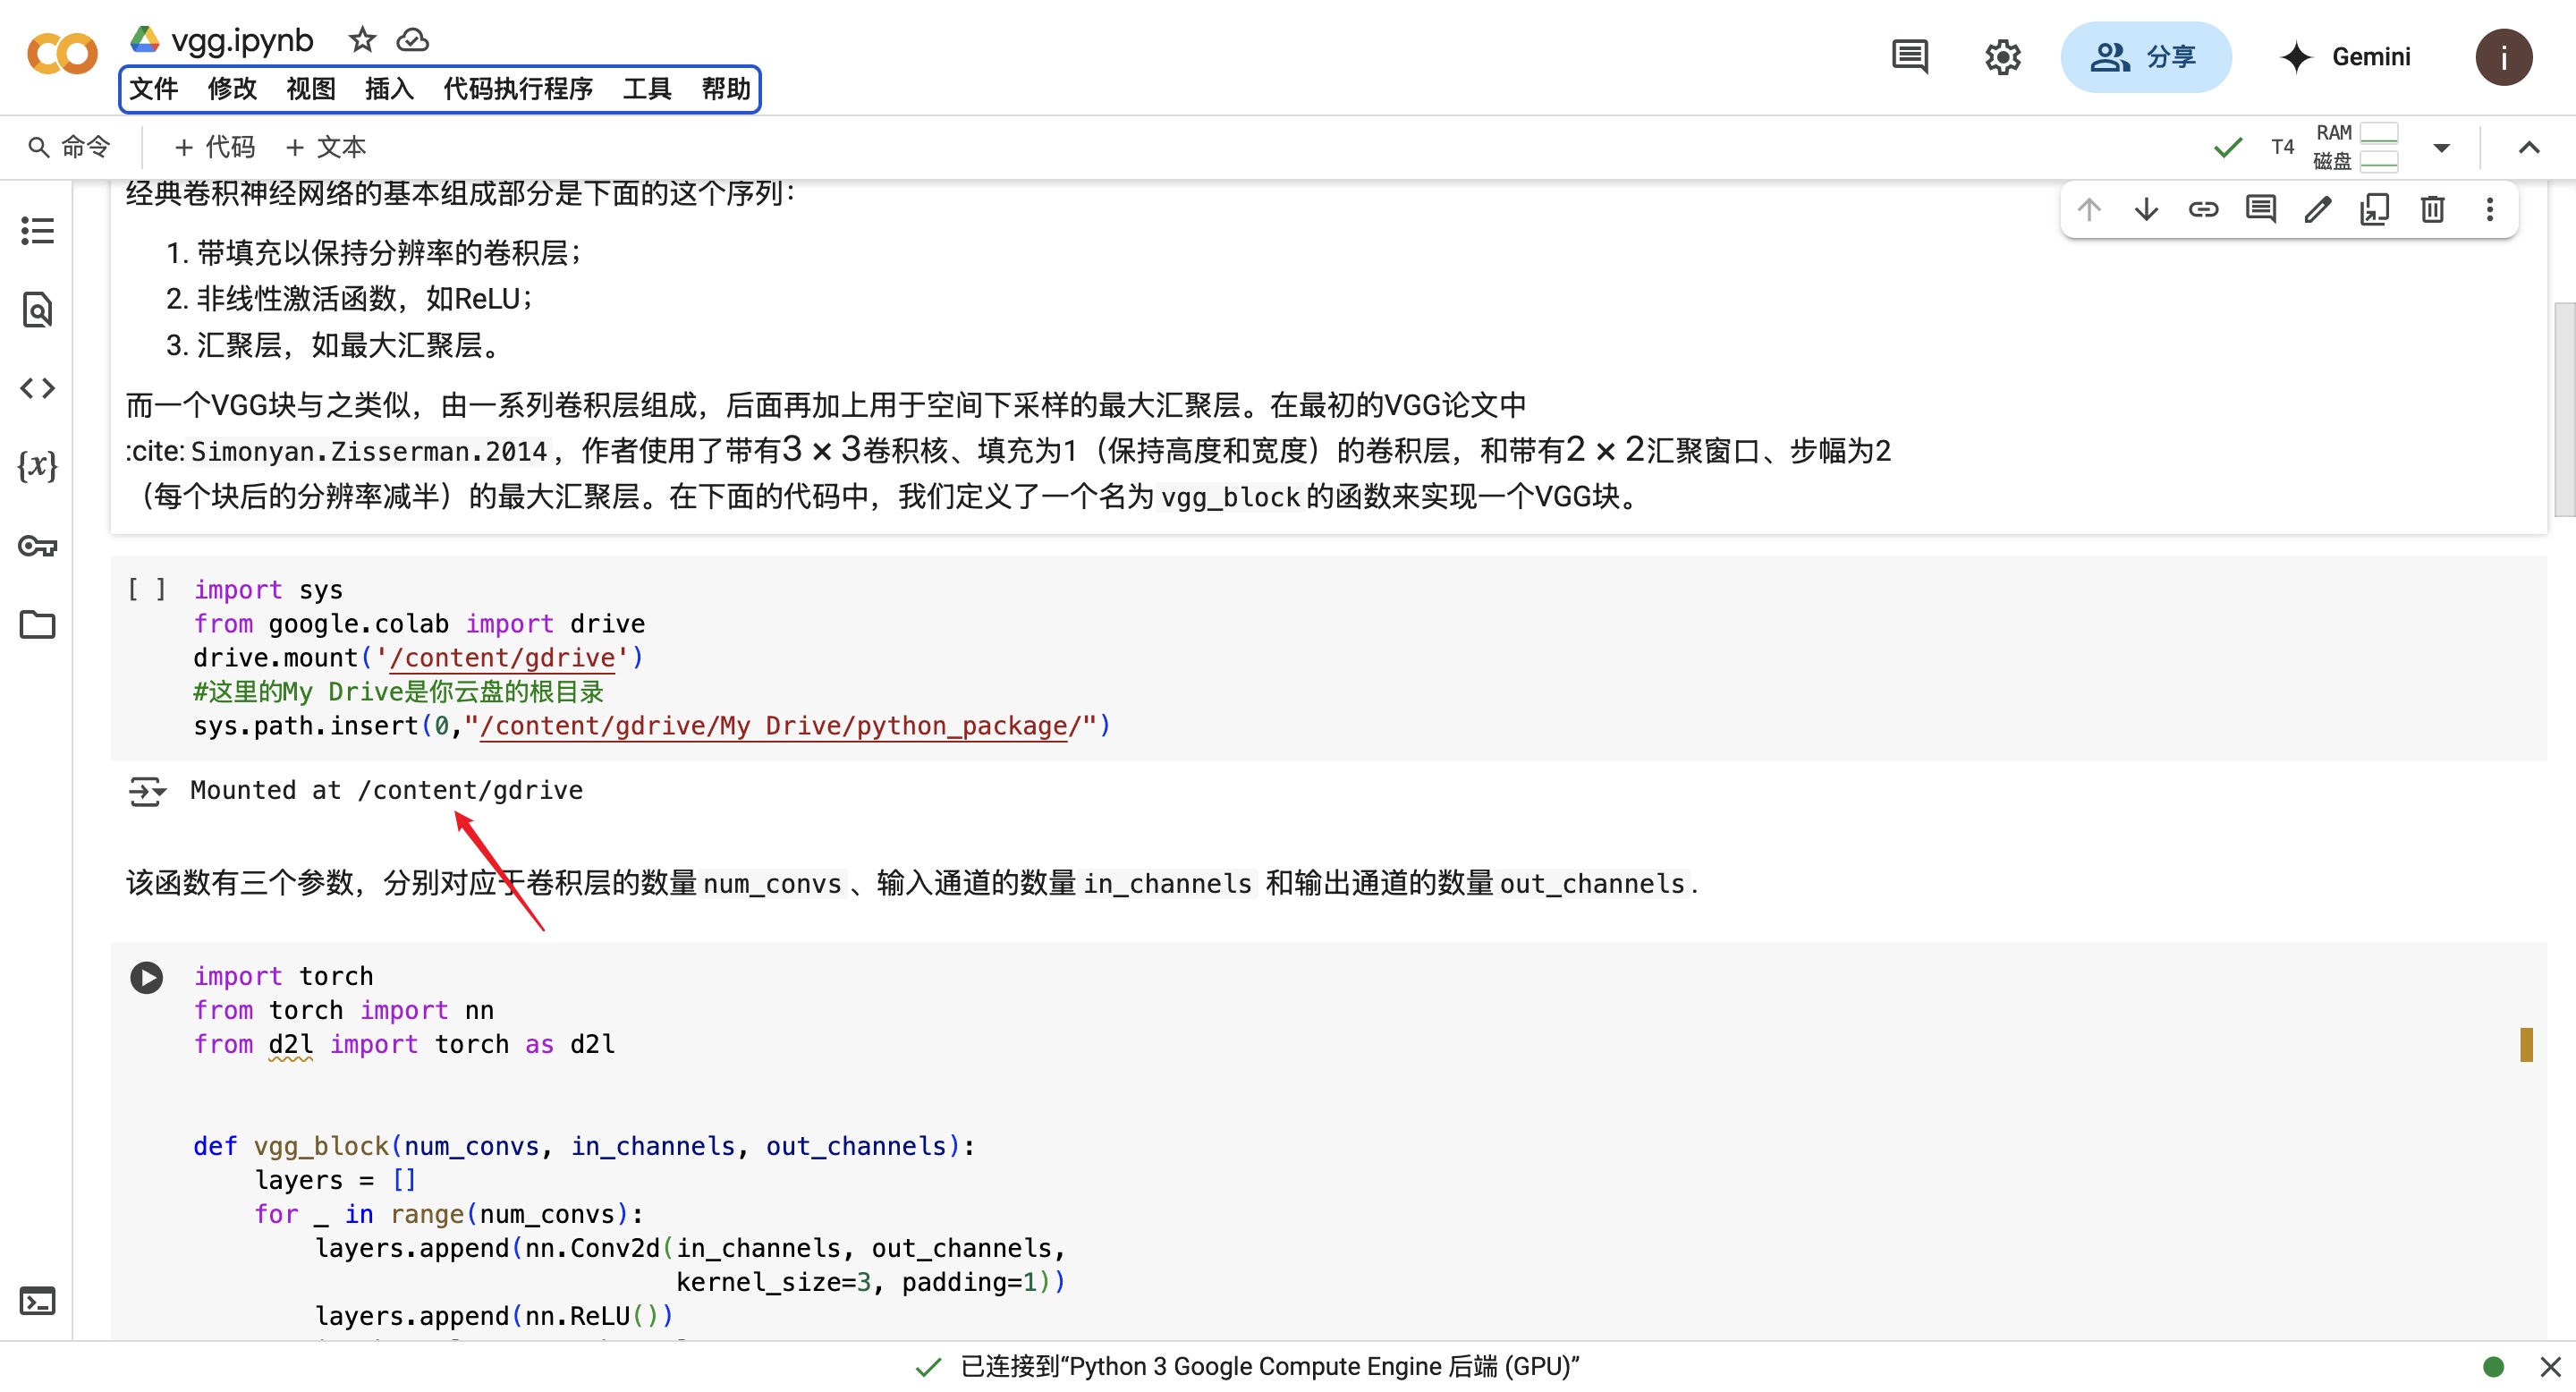 vgg.ipynb
文件 修改 视图 插入 代码执行程序 工具 帮助
分享 Gemini i
命令 + 代码 + 文本
T4 RAM
磁盘
经典卷积神经网络的基本组成部分是下面的这个序列：
1. 带填充以保持分辨率的卷积层；
2. 非线性激活函数，如ReLU；
3. 汇聚层，如最大汇聚层。
而一个VGG块与之类似，由一系列卷积层组成，后面再加上用于空间下采样的最大汇聚层。在最初的VGG论文中
:cite:Simonyan.Zisserman.2014，作者使用了带有3 × 3卷积核、填充为1（保持高度和宽度）的卷积层，和带有2 × 2汇聚窗口、步幅为2
（每个块后的分辨率减半）的最大汇聚层。在下面的代码中，我们定义了一个名为vgg_block的函数来实现一个VGG块。
[ ] import sys
from google.colab import drive
drive.mount('/content/gdrive')
#这里的My Drive是你云盘的根目录
sys.path.insert(0,"/content/gdrive/My Drive/python_package/")
Mounted at /content/gdrive
该函数有三个参数，分别对应于卷积层的数量num_convs、输入通道的数量in_channels 和输出通道的数量out_channels.
import torch
from torch import nn
from d2l import torch as d2l
def vgg_block(num_convs, in_channels, out_channels):
layers = []
for _ in range(num_convs):
layers.append(nn.Conv2d(in_channels, out_channels,
kernel_size=3, padding=1))
layers.append(nn.ReLU())
已连接到“Python 3 Google Compute Engine 后端 (GPU)”